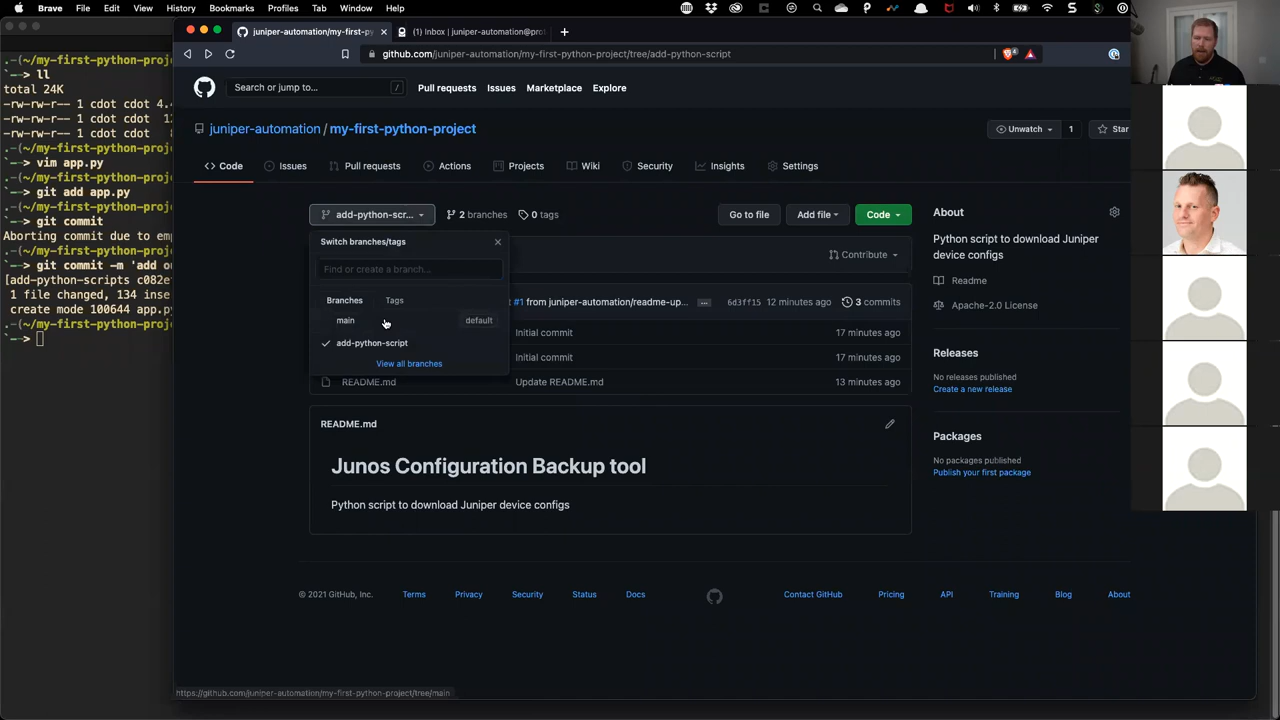 Brave File Edit View History Bookmarks Profiles Tab Window Help
juniper-automation/my-first-py
(1) Inbox | juniper-automation@pro
github.com/juniper-automation/my-first-python-project/tree/add-python-script
Search or jump to...
/
Pull requests Issues Marketplace Explore
juniper-automation / my-first-python-project
Unwatch 1 Star
Code Issues Pull requests Actions Projects Wiki Security Insights Settings
add-python-scr... 2 branches 0 tags Go to file Add file Code
Switch branches/tags
Find or create a branch...
Branches Tags
main default
add-python-script
View all branches
Contribute
#1 from juniper-automation/readme-up... ... 6d3ff15 12 minutes ago 3 commits
Initial commit 17 minutes ago
Initial commit 17 minutes ago
README.md Update README.md 13 minutes ago
README.md
Junos Configuration Backup tool
Python script to download Juniper device configs
About
Python script to download Juniper device configs
Readme
Apache-2.0 License
Releases
No releases published
Create a new release
Packages
No packages published
Publish your first package
© 2021 GitHub, Inc. Terms Privacy Security Status Docs Contact GitHub Pricing API Training Blog About
https://github.com/juniper-automation/my-first-python-project/tree/main
.-(~/my-first-python-proj
`--> ll
total 24K
-rw-rw-r-- 1 cdot cdot 4.
-rw-rw-r-- 1 cdot cdot 1
-rw-rw-r-- 1 cdot cdot
.-(~/my-first-python-proj
`--> vim app.py
.-(~/my-first-python-proj
`--> git add app.py
.-(~/my-first-python-proj
`--> git commit
Aborting commit due to em
.-(~/my-first-python-proj
`--> git commit -m 'add o
[add-python-scripts c082e
1 file changed, 134 inse
create mode 100644 app.p
.-(~/my-first-python-proj
`-->